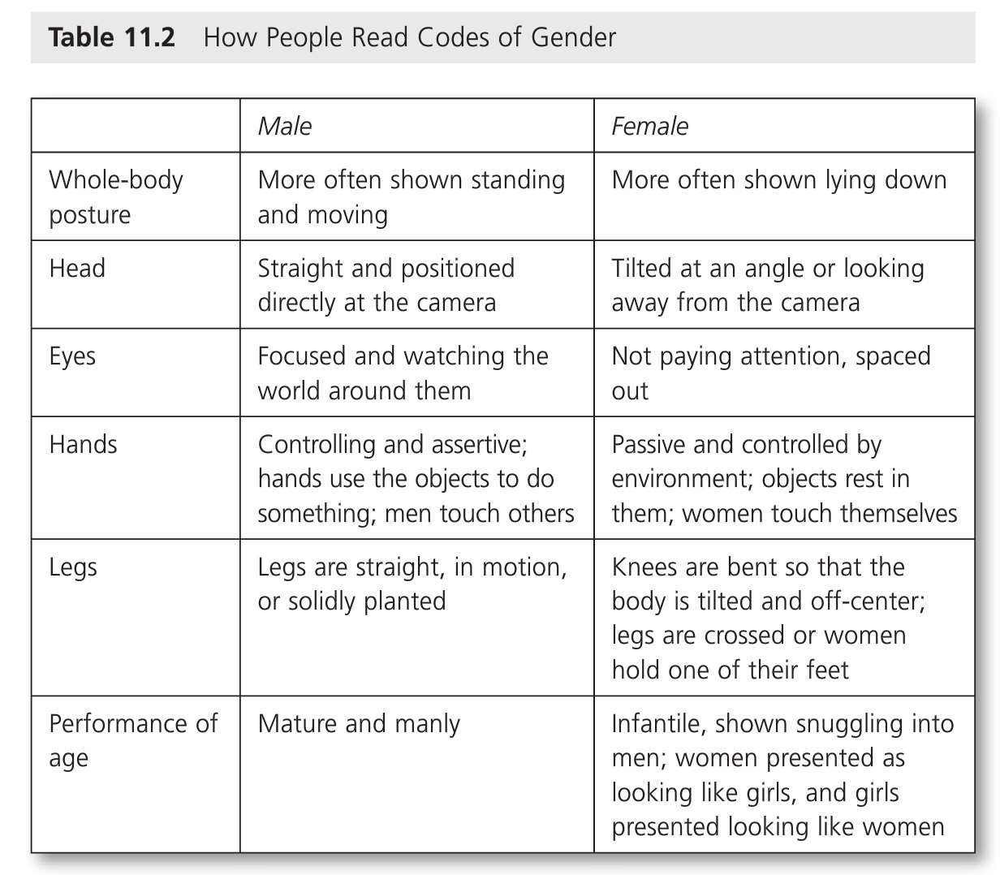 Table 11.2 How People Read Codes of Gender
Male
Female
Whole-body
posture
More often shown standing
and moving
More often shown lying down
Head
Straight and positioned
directly at the camera
Tilted at an angle or looking
away from the camera
Eyes
Focused and watching the
world around them
Not paying attention, spaced
out
Hands
Controlling and assertive;
hands use the objects to do
something; men touch others
Passive and controlled by
environment; objects rest in
them; women touch themselves
Legs
Legs are straight, in motion,
or solidly planted
Knees are bent so that the
body is tilted and off-center;
legs are crossed or women
hold one of their feet
Performance of
age
Mature and manly
Infantile, shown snuggling into
men; women presented as
looking like girls, and girls
presented looking like women